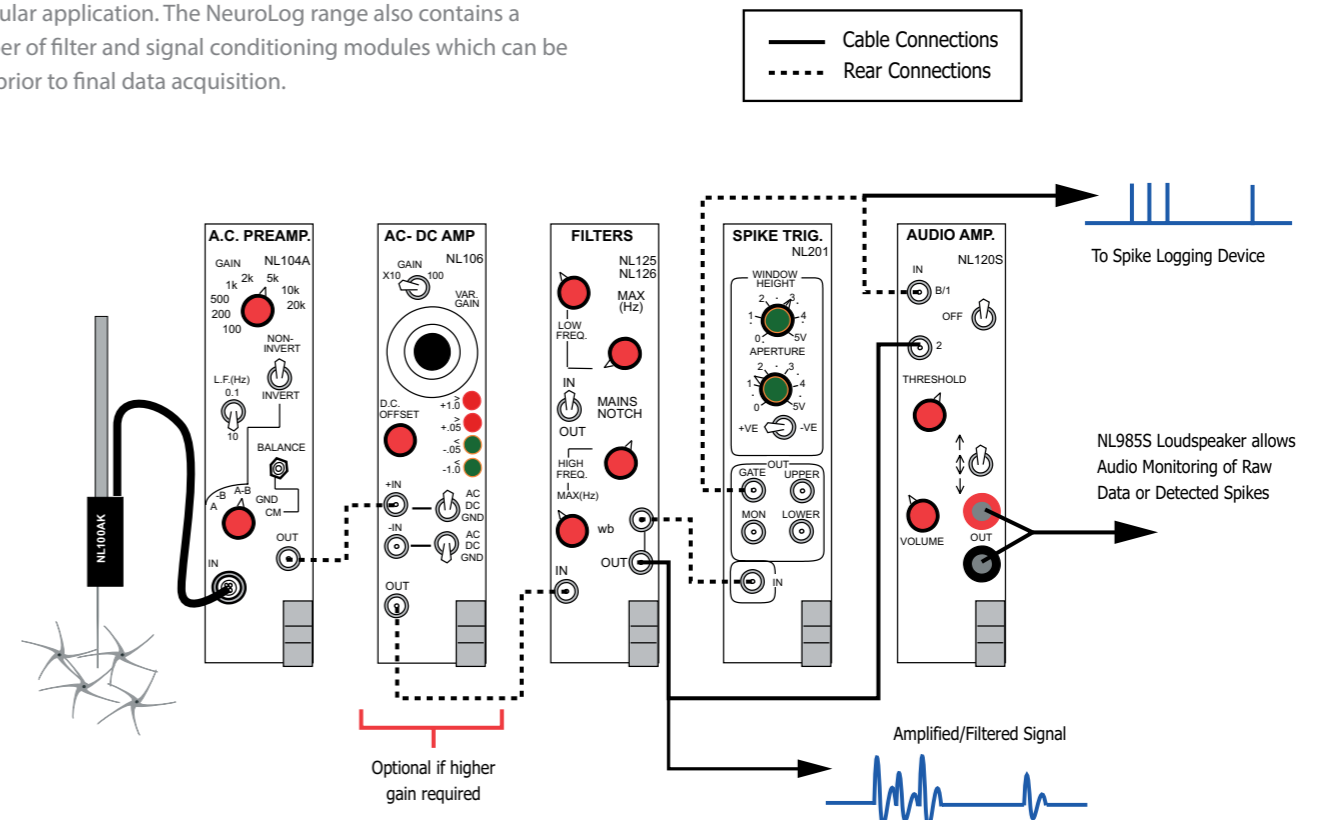 ular application. The NeuroLog range also contains a
er of filter and signal conditioning modules which can be
prior to final data acquisition.
Cable Connections
Rear Connections
A.C. PREAMP.
NL104A
GAIN
100
200
500
1k
2k
5k
10k
20k
NON-
INVERT
INVERT
L.F.(Hz)
0.1
10
BALANCE
A
-B
A-B
GND
CM
OUT
IN
NL100AK
AC- DC AMP
NL106
GAIN
X10
100
VAR.
GAIN
D.C.
OFFSET
>
+1.0
>
+.05
<
-.05
<
-1.0
+IN
AC
DC
GND
-IN
AC
DC
GND
OUT
FILTERS
NL125
NL126
MAX
(Hz)
LOW
FREQ.
IN
MAINS
NOTCH
OUT
HIGH
FREQ.
MAX(Hz)
wb
IN
OUT
SPIKE TRIG.
NL201
WINDOW
HEIGHT
0
1
2
3
4
5V
APERTURE
0
1
2
3
4
5V
+VE
-VE
OUT
GATE
UPPER
MON
LOWER
IN
AUDIO AMP.
NL120S
IN
B/1
OFF
2
THRESHOLD
VOLUME
OUT
To Spike Logging Device
NL985S Loudspeaker allows
Audio Monitoring of Raw
Data or Detected Spikes
Optional if higher
gain required
Amplified/Filtered Signal